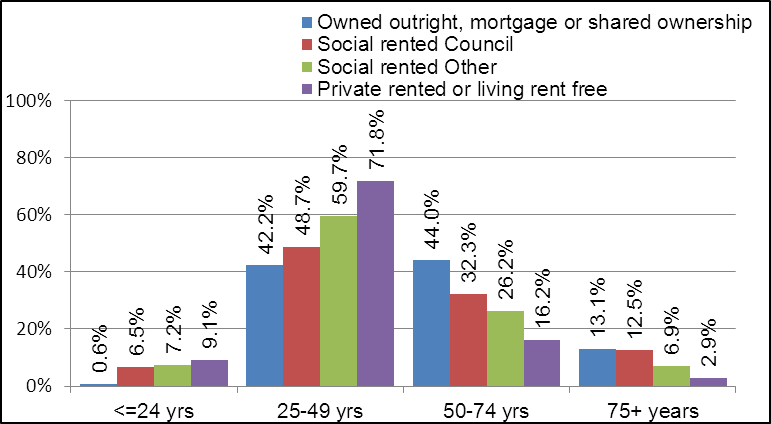 Owned outright, mortgage or shared ownership
Social rented Council
Social rented Other
Private rented or living rent free
100%
80%
60%
40%
20%
0%
0.6%
6.5%
7.2%
9.1%
42.2%
48.7%
59.7%
71.8%
44.0%
32.3%
26.2%
16.2%
13.1%
12.5%
6.9%
2.9%
<=24 yrs
25-49 yrs
50-74 yrs
75+ years